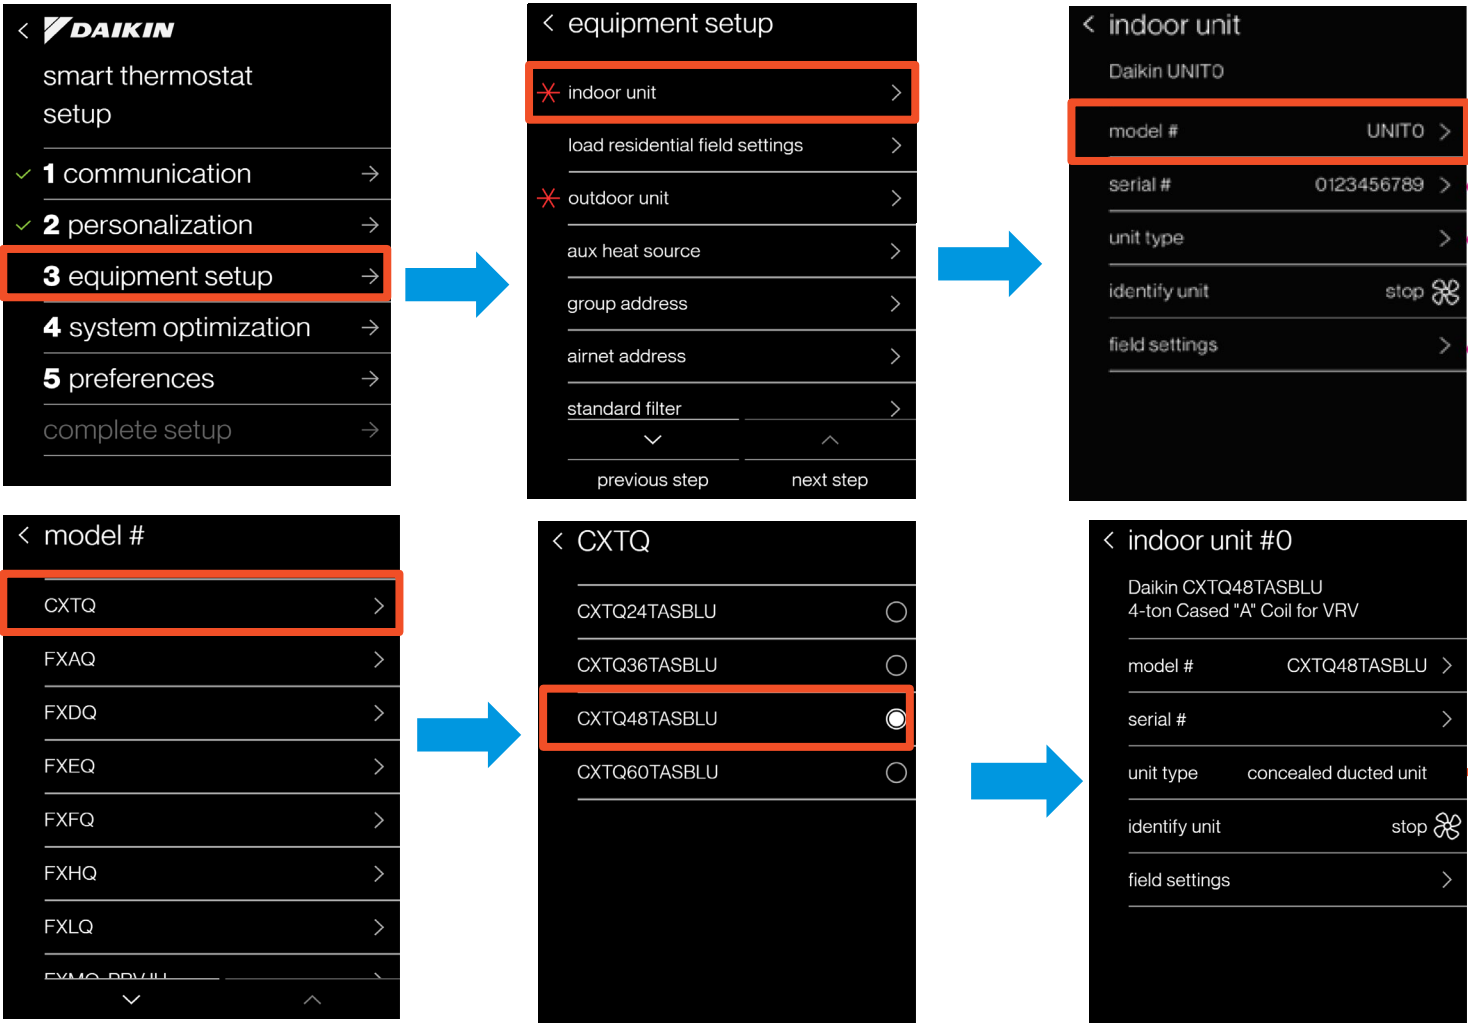 DAIKIN
smart thermostat
setup
1 communication
2 personalization
3 equipment setup
4 system optimization
5 preferences
complete setup
equipment setup
indoor unit
load residential field settings
outdoor unit
aux heat source
group address
airnet address
standard filter
previous step next step
indoor unit
Daikin UNIT0
model # UNIT0
serial # 0123456789
unit type
identify unit stop
field settings
model #
CXTQ
FXAQ
FXDQ
FXEQ
FXFQ
FXHQ
FXLQ
CXTQ
CXTQ24TASBLU
CXTQ36TASBLU
CXTQ48TASBLU
CXTQ60TASBLU
indoor unit #0
Daikin CXTQ48TASBLU
4-ton Cased "A" Coil for VRV
model # CXTQ48TASBLU
serial #
unit type concealed ducted unit
identify unit stop
field settings